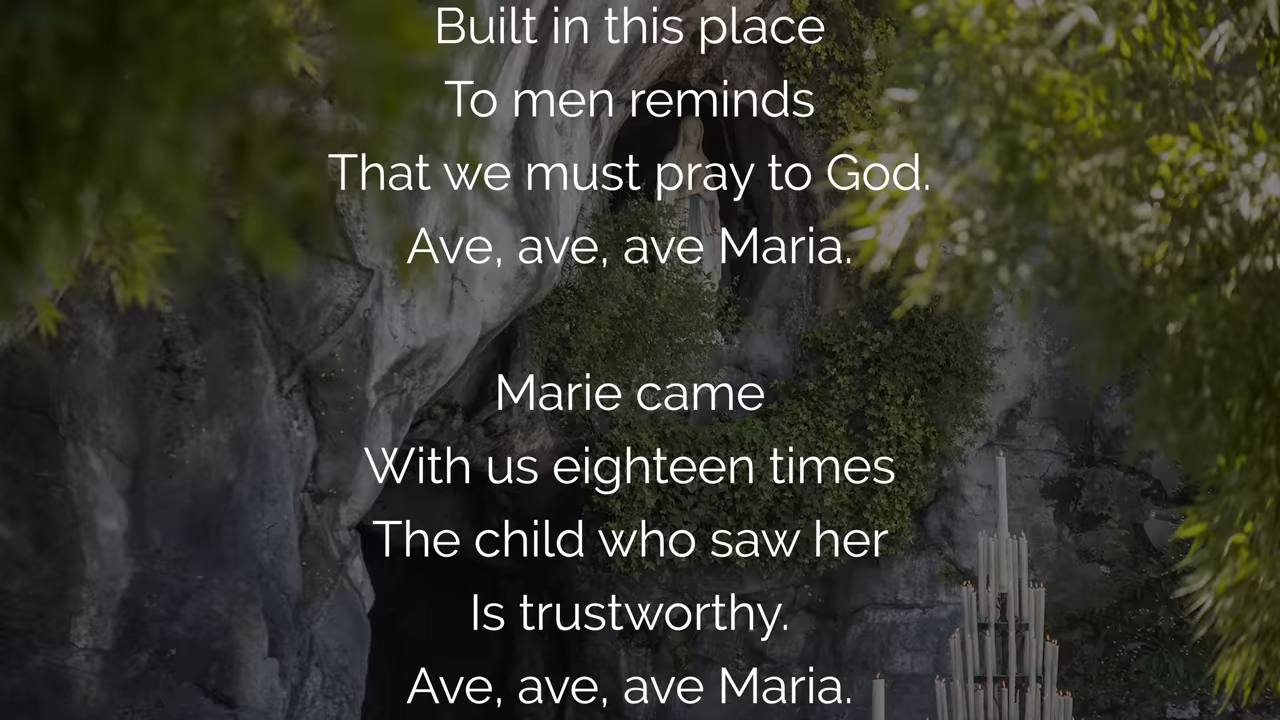 Built in this place
To men reminds
That we must pray to God.
Ave, ave, ave Maria.
Marie came
With us eighteen times
The child who saw her
Is trustworthy.
Ave, ave, ave Maria.